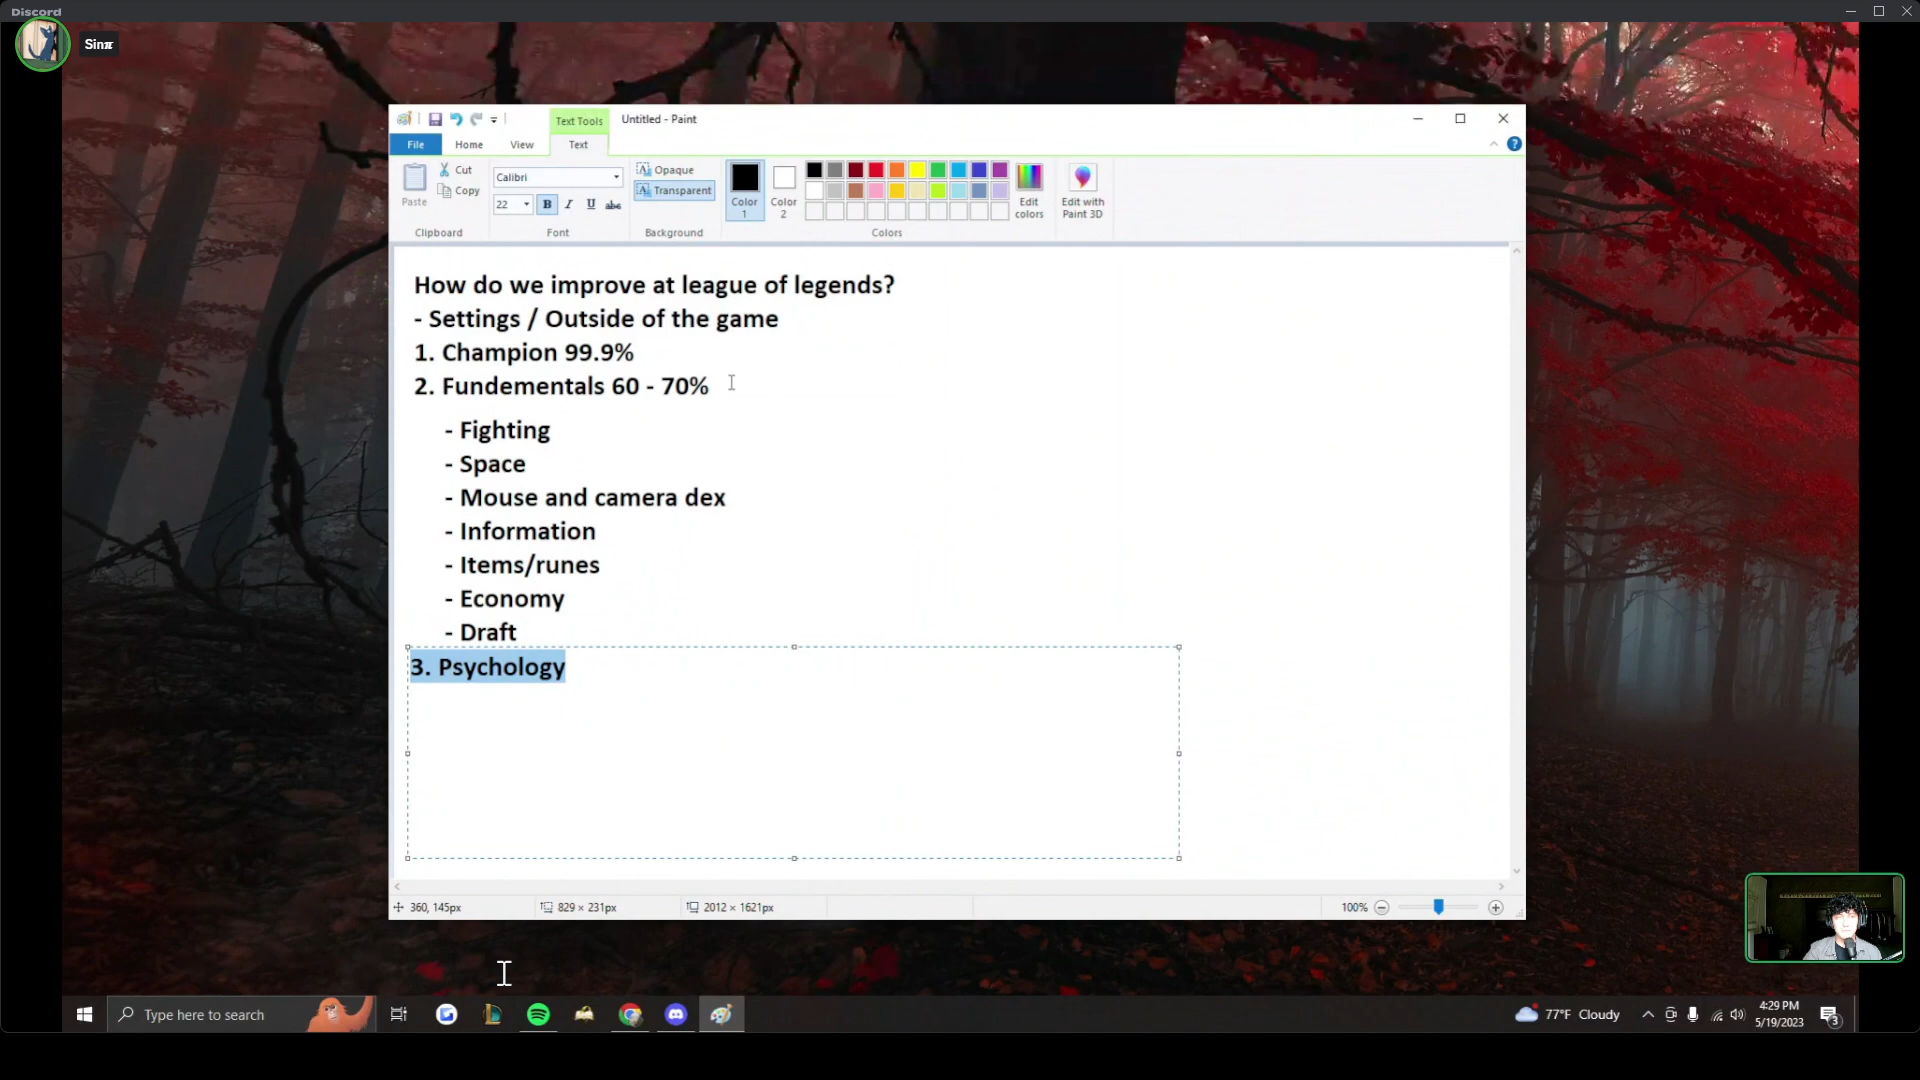 Discord
Sinπ
Text Tools
Untitled - Paint
File
Home
View
Text
Paste
Cut
Copy
Clipboard
Calibri
22
B I U abc
Font
Opaque
Transparent
Background
Color 1
Color 2
Edit colors
Colors
Edit with Paint 3D
How do we improve at league of legends?
- Settings / Outside of the game
1. Champion 99.9%
2. Fundementals 60 - 70%
- Fighting
- Space
- Mouse and camera dex
- Information
- Items/runes
- Economy
- Draft
3. Psychology
360, 145px
829 × 231px
2012 × 1621px
100%
Type here to search
77°F Cloudy
4:29 PM
5/19/2023
3